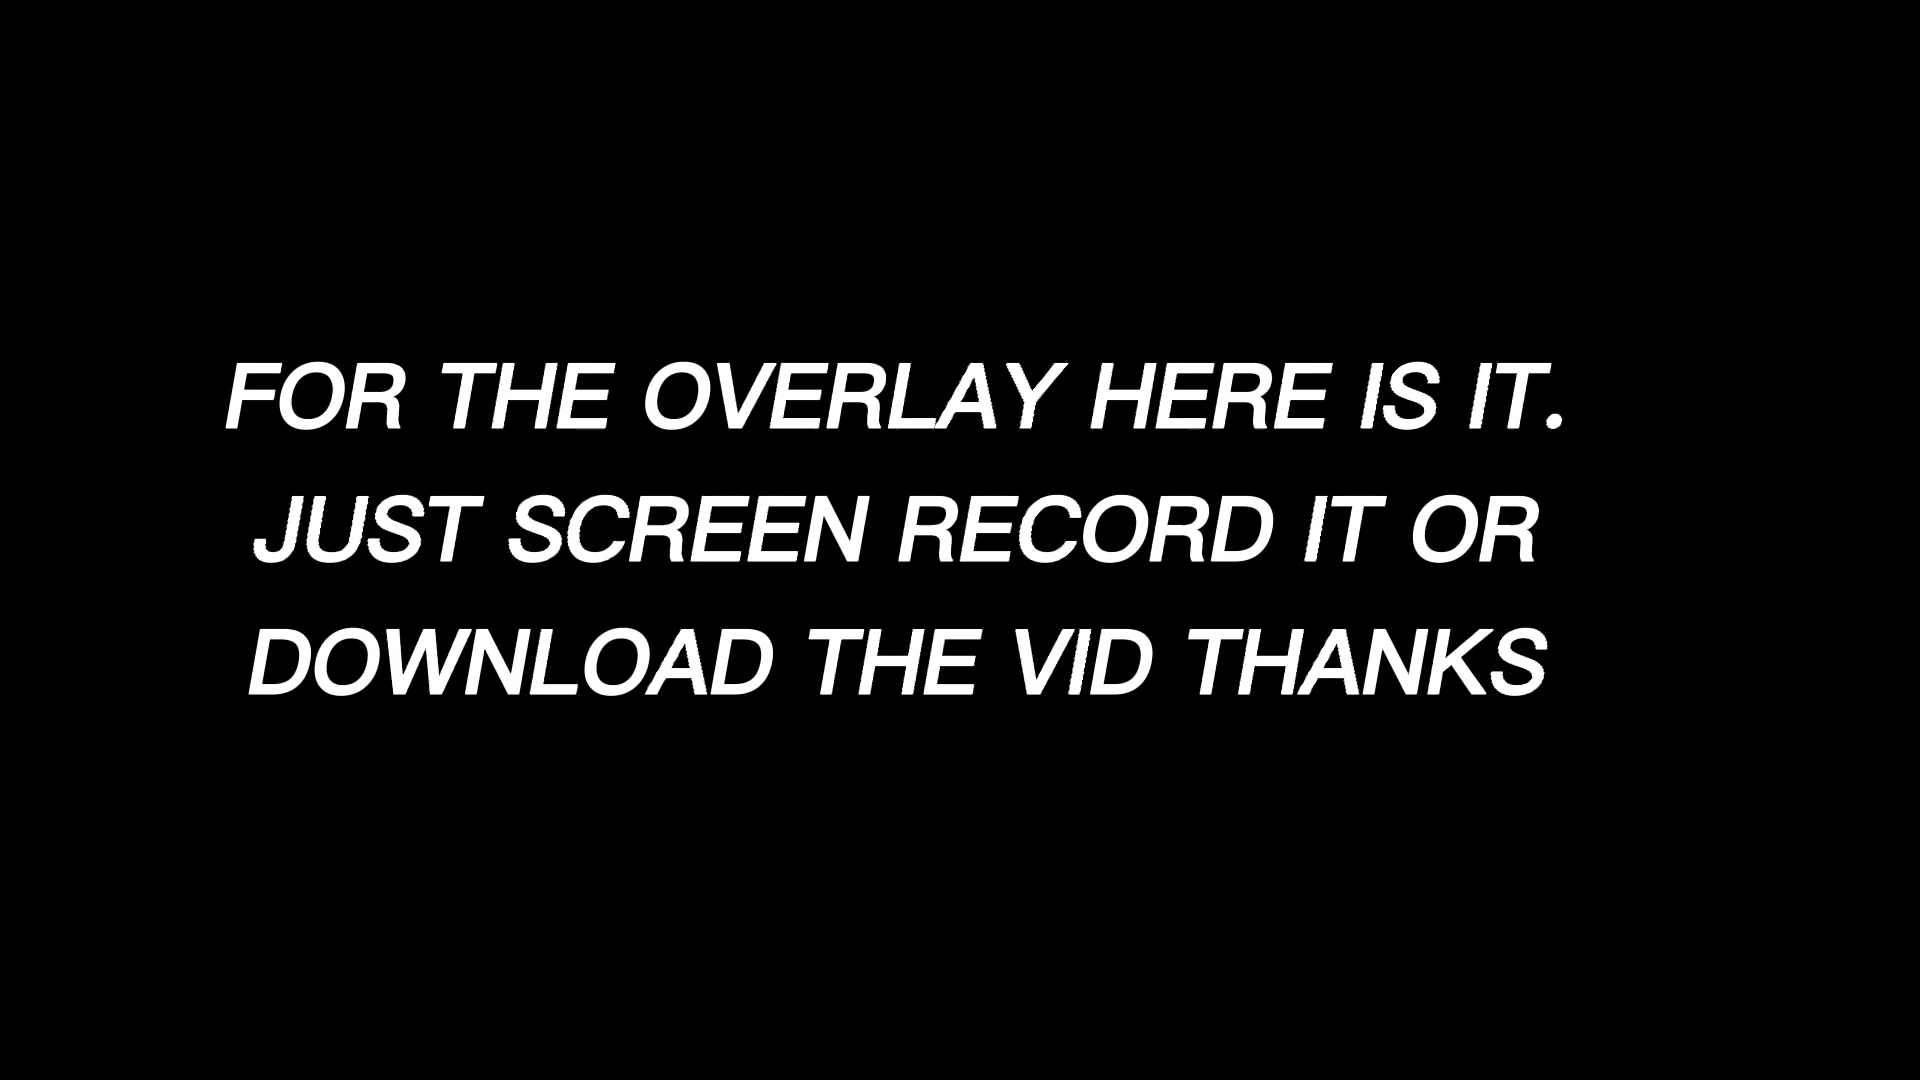 FOR THE OVERLAY HERE IS IT.
JUST SCREEN RECORD IT OR
DOWNLOAD THE VID THANKS